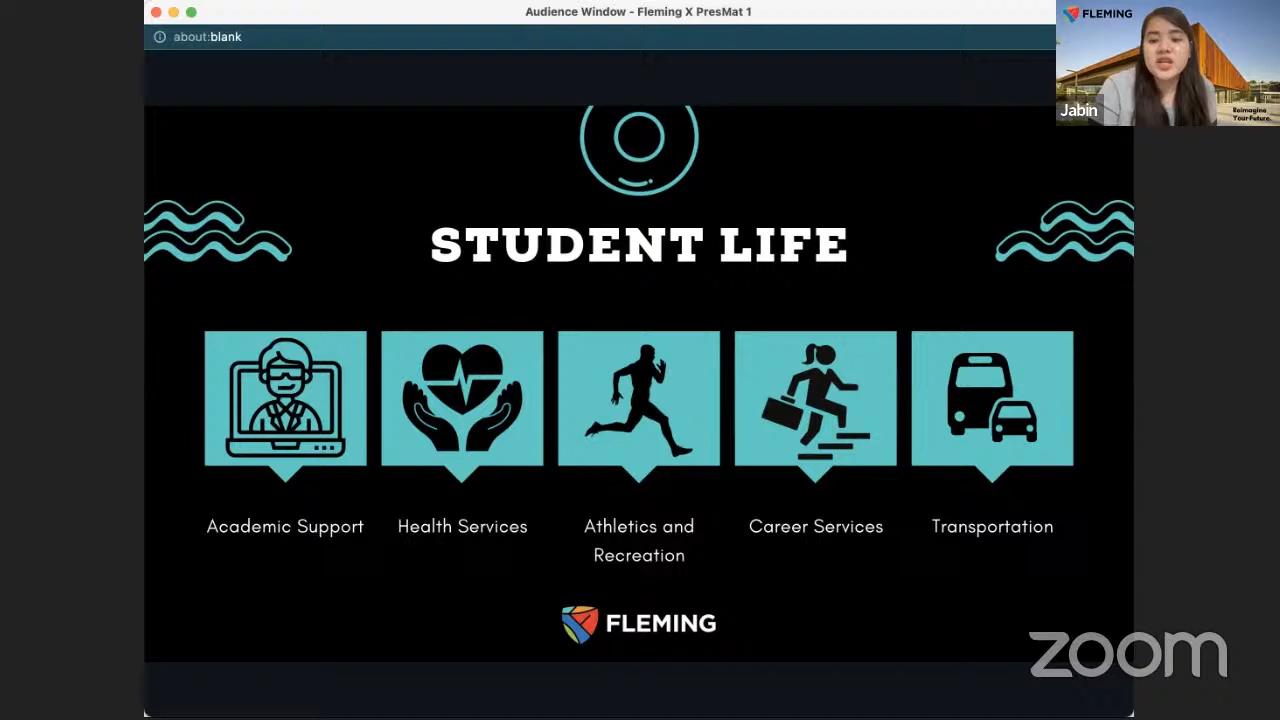 Audience Window - Fleming X PresMat 1
about:blank
FLEMING
Jabin
Reimagine
Your Future.
STUDENT LIFE
Academic Support
Health Services
Athletics and
Recreation
Career Services
Transportation
FLEMING
zoom